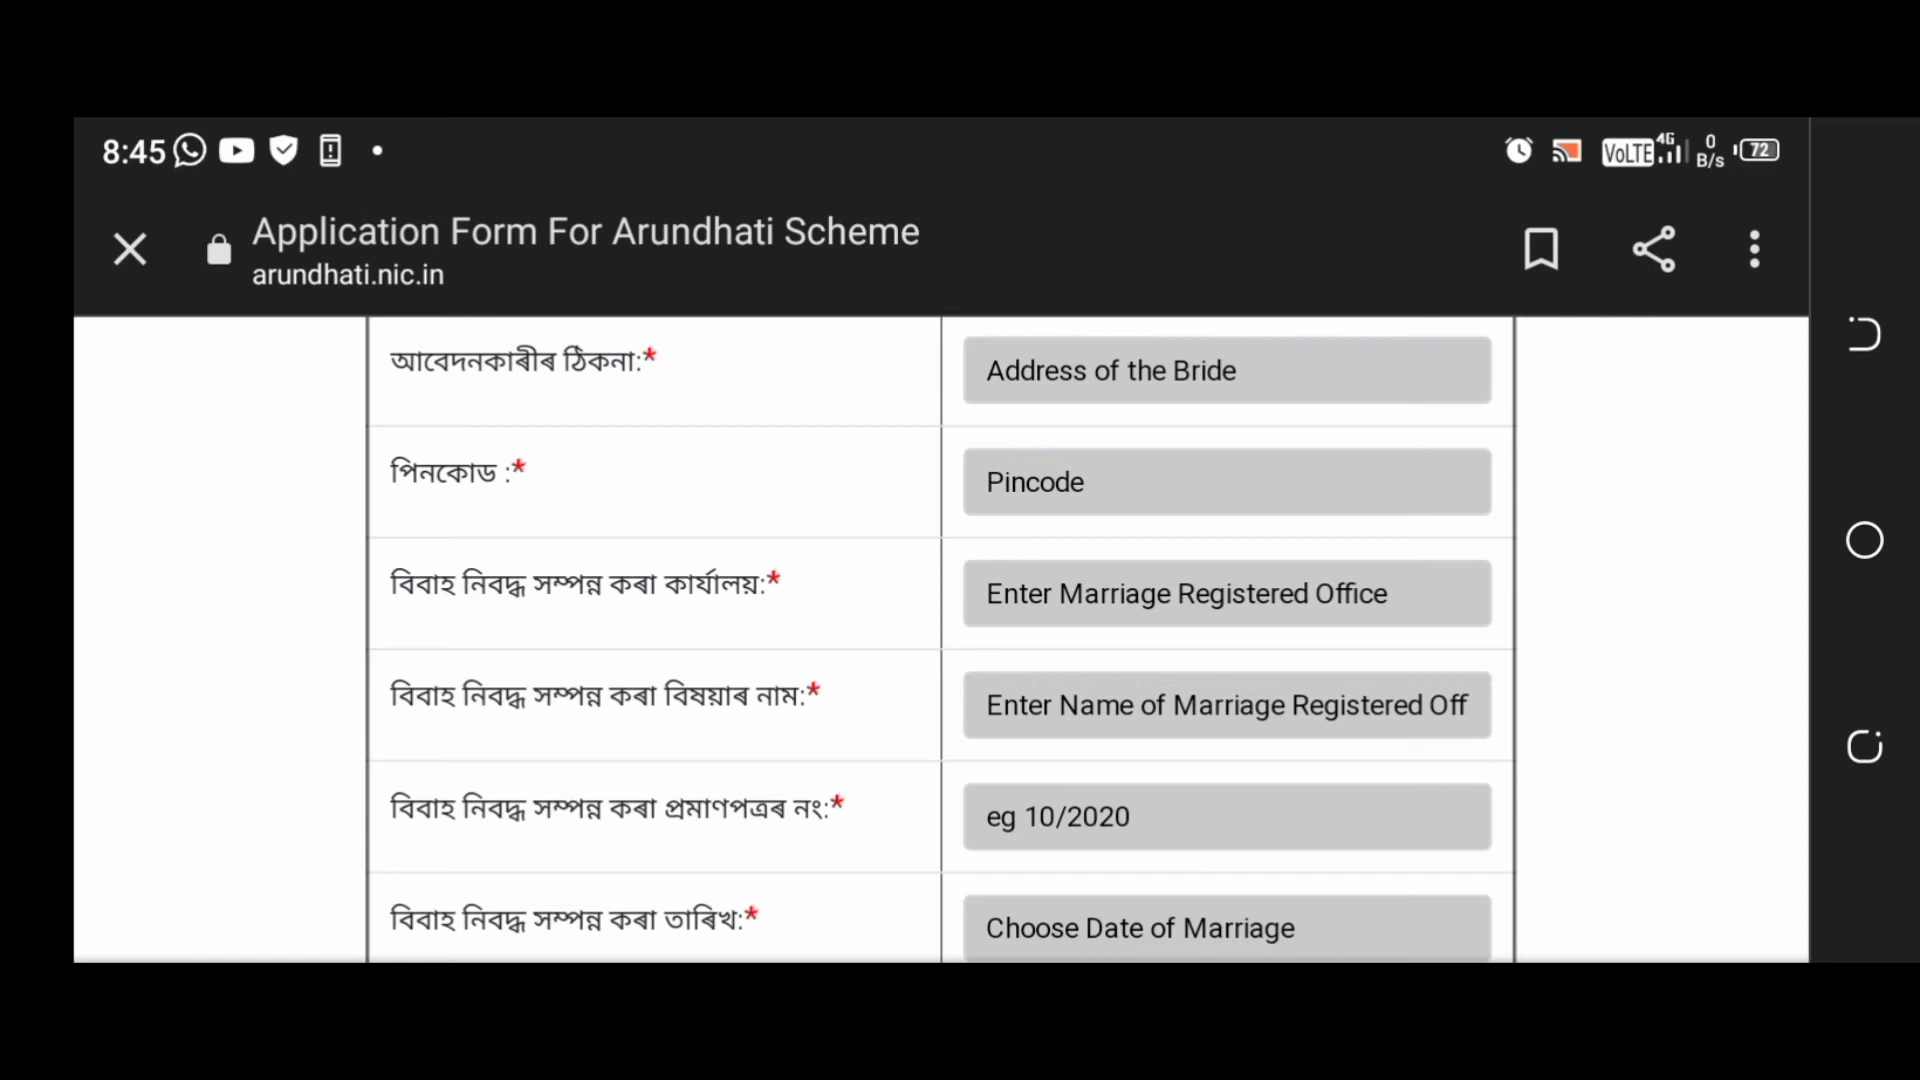 8:45
VoLTE 4G 0 B/s 72
Application Form For Arundhati Scheme
arundhati.nic.in
আবেদনকাৰীৰ ঠিকনা:*
Address of the Bride
পিনকোড :*
Pincode
বিবাহ নিবদ্ধ সম্পন্ন কৰা কাৰ্যালয়:*
Enter Marriage Registered Office
বিবাহ নিবদ্ধ সম্পন্ন কৰা বিষয়াৰ নাম:*
Enter Name of Marriage Registered Off
বিবাহ নিবদ্ধ সম্পন্ন কৰা প্ৰমাণপত্ৰৰ নং:*
eg 10/2020
বিবাহ নিবদ্ধ সম্পন্ন কৰা তাৰিখ:*
Choose Date of Marriage